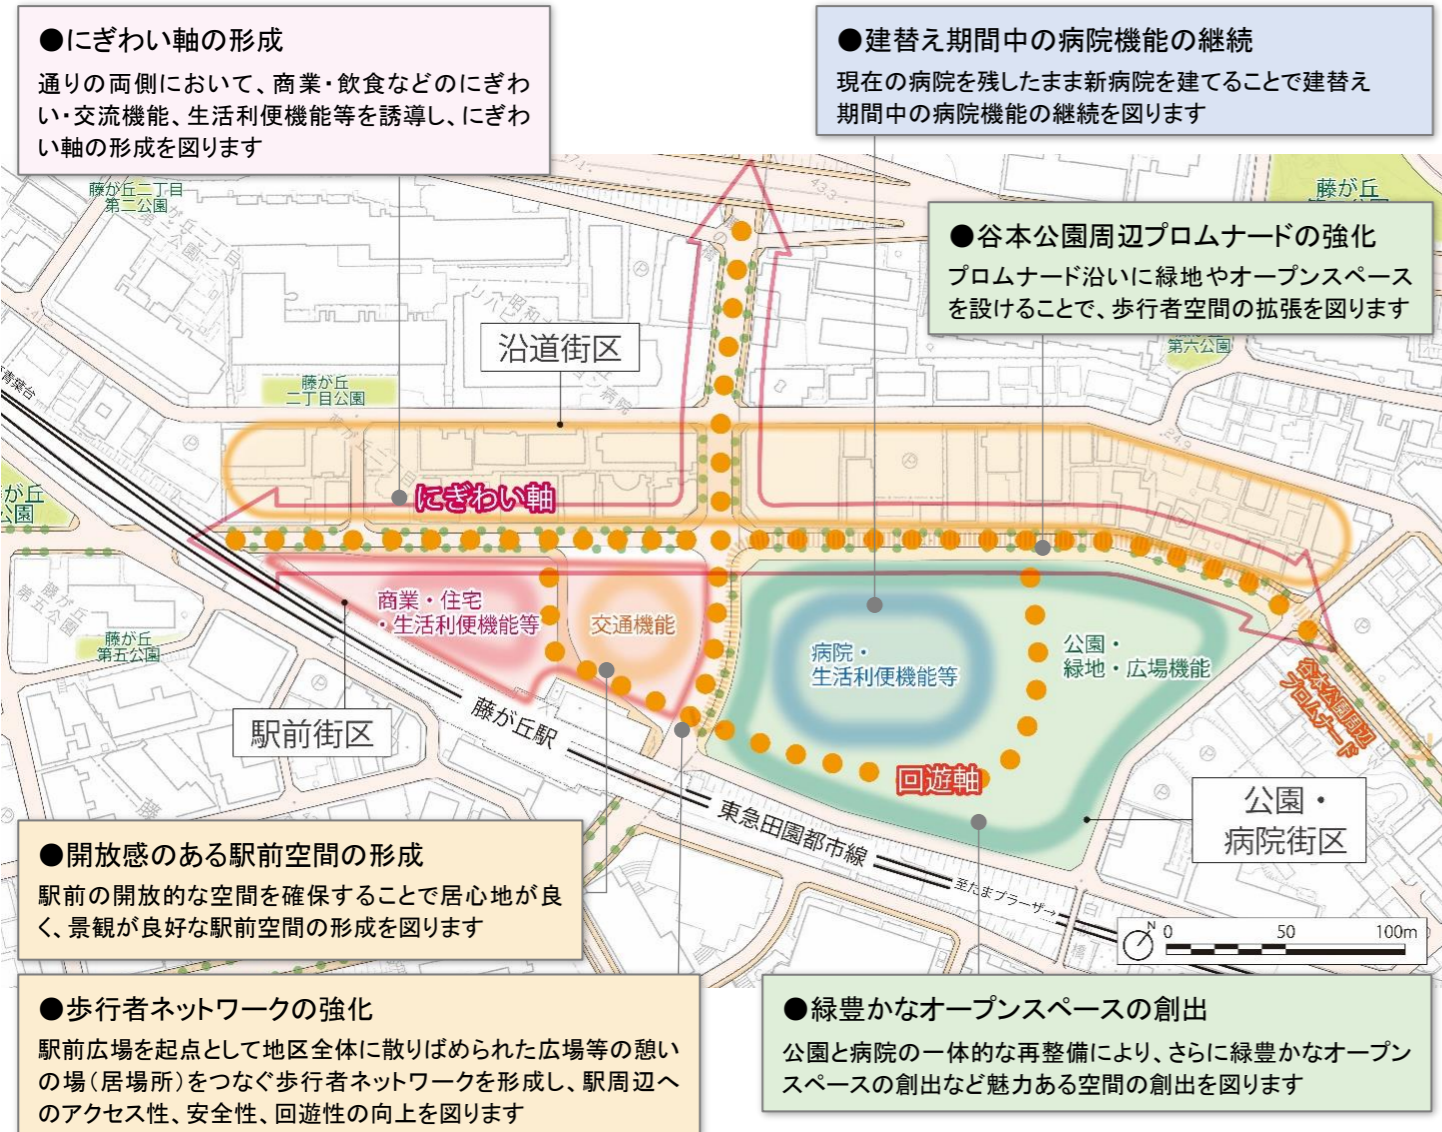 ●にぎわい軸の形成
通りの両側において、商業・飲食などのにぎわ
い・交流機能、生活利便機能等を誘導し、にぎわ
い軸の形成を図ります
●建替え期間中の病院機能の継続
現在の病院を残したまま新病院を建てることで建替え
期間中の病院機能の継続を図ります
藤が丘二丁目
第二公園
藤が丘
●谷本公園周辺プロムナードの強化
プロムナード沿いに緑地やオープンスペース
を設けることで、歩行者空間の拡張を図ります
第六公園
沿道街区
藤が丘
二丁目公園
青葉台
が丘
公園
にぎわい軸
商業・住宅
・生活利便機能等
交通機能
病院・
生活利便機能等
公園・
緑地・広場機能
藤が丘
第五公園
藤が丘
第五公園
谷本公園周辺
プロムナード
駅前街区
藤が丘駅
回遊軸
東急田園都市線
至たまプラーザ→
公園・
病院街区
N 0 50 100m
●開放感のある駅前空間の形成
駅前の開放的な空間を確保することで居心地が良
く、景観が良好な駅前空間の形成を図ります
●歩行者ネットワークの強化
駅前広場を起点として地区全体に散りばめられた広場等の憩い
の場（居場所）をつなぐ歩行者ネットワークを形成し、駅周辺へ
のアクセス性、安全性、回遊性の向上を図ります
●緑豊かなオープンスペースの創出
公園と病院の一体的な再整備により、さらに緑豊かなオープン
スペースの創出など魅力ある空間の創出を図ります